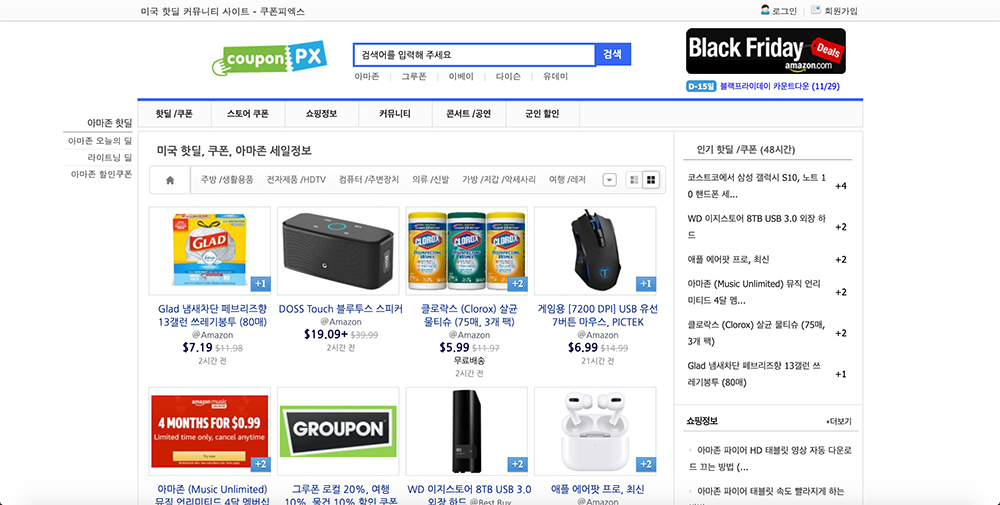 미국 핫딜 커뮤니티 사이트 - 쿠폰피엑스
로그인 | 회원가입
coupon PX
검색어를 입력해 주세요 검색
아마존 | 그루폰 | 이베이 | 다이슨 | 유데미
Black Friday Deals
amazon.com
D-15일 블랙프라이데이 카운트다운 (11/29)
핫딜 /쿠폰 스토어 쿠폰 쇼핑정보 커뮤니티 콘서트 /공연 군인 할인
아마존 핫딜
아마존 오늘의 딜
라이트닝 딜
아마존 할인쿠폰
미국 핫딜, 쿠폰, 아마존 세일정보
주방 /생활용품 전자제품 /HDTV 컴퓨터 /주변장치 의류 /신발 가방 /지갑 /악세사리 여행 /레저
GLAD
+1
Glad 냄새차단 페브리즈향
13갤런 쓰레기봉투 (80매)
@Amazon
$7.19 $11.98
2시간 전
DOSS Touch 블루투스 스피커
@Amazon
$19.09+ $39.99
2시간 전
CLOROX CLOROX CLOROX
+2
클로락스 (Clorox) 살균
물티슈 (75매, 3개 팩)
@Amazon
$5.99 $11.97
무료배송
2시간 전
+1
게임용 [7200 DPI] USB 유선
7버튼 마우스, PICTEK
@Amazon
$6.99 $14.99
21시간 전
amazon music
4 MONTHS FOR $0.99
Limited time only, cancel anytime
Try now
+2
아마존 (Music Unlimited)
뮤직 언리미티드 4달 멤버십
GROUPON
그루폰 로컬 20%, 여행
10%, 물건 10% 할인 쿠폰
+2
WD 이지스토어 8TB USB 3.0
외장 하드 @Best Buy
+2
애플 에어팟 프로, 최신
@Amazon
인기 핫딜 /쿠폰 (48시간)
코스트코에서 삼성 갤럭시 S10, 노트 1
0 핸드폰 세... +4
WD 이지스토어 8TB USB 3.0 외장 하
드 +2
애플 에어팟 프로, 최신 +2
아마존 (Music Unlimited) 뮤직 언리
미티드 4달 멤... +2
클로락스 (Clorox) 살균 물티슈 (75매,
3개 팩) +2
Glad 냄새차단 페브리즈향 13갤런 쓰
레기봉투 (80매) +1
쇼핑정보 +더보기
아마존 파이어 HD 태블릿 영상 자동 다운로
드 끄는 방법 (...
아마존 파이어 태블릿 속도 빨라지게 하는